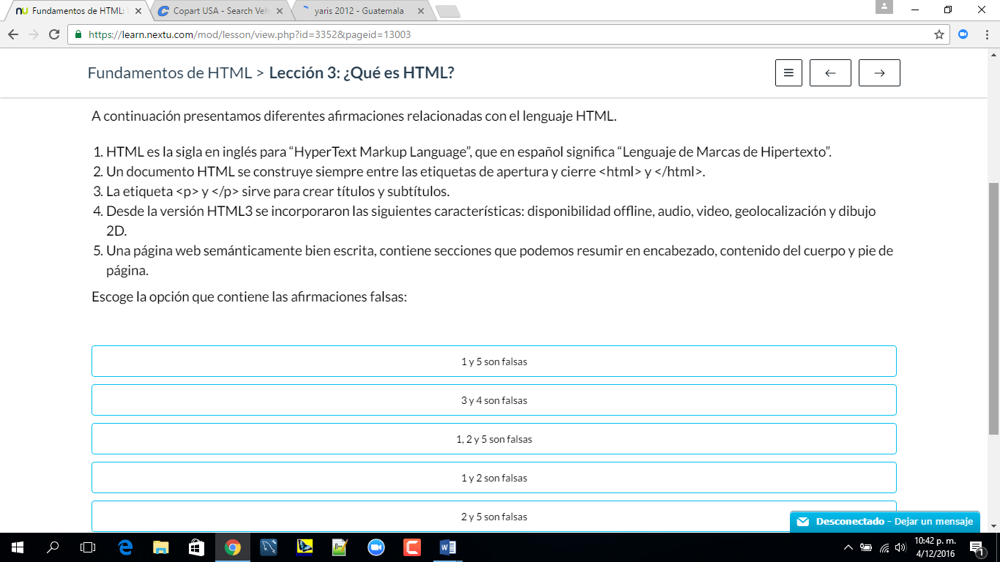 Fundamentos de HTML:
Copart USA - Search Veh
yaris 2012 - Guatemala
https://learn.nextu.com/mod/lesson/view.php?id=3352&pageid=13003
Fundamentos de HTML > Lección 3: ¿Qué es HTML?
A continuación presentamos diferentes afirmaciones relacionadas con el lenguaje HTML.
1. HTML es la sigla en inglés para “HyperText Markup Language”, que en español significa “Lenguaje de Marcas de Hipertexto”.
2. Un documento HTML se construye siempre entre las etiquetas de apertura y cierre <html> y </html>.
3. La etiqueta <p> y </p> sirve para crear títulos y subtítulos.
4. Desde la versión HTML3 se incorporaron las siguientes características: disponibilidad offline, audio, video, geolocalización y dibujo
2D.
5. Una página web semánticamente bien escrita, contiene secciones que podemos resumir en encabezado, contenido del cuerpo y pie de
página.
Escoge la opción que contiene las afirmaciones falsas:
1 y 5 son falsas
3 y 4 son falsas
1, 2 y 5 son falsas
1 y 2 son falsas
2 y 5 son falsas
Desconectado - Dejar un mensaje
10:42 p. m.
4/12/2016
1